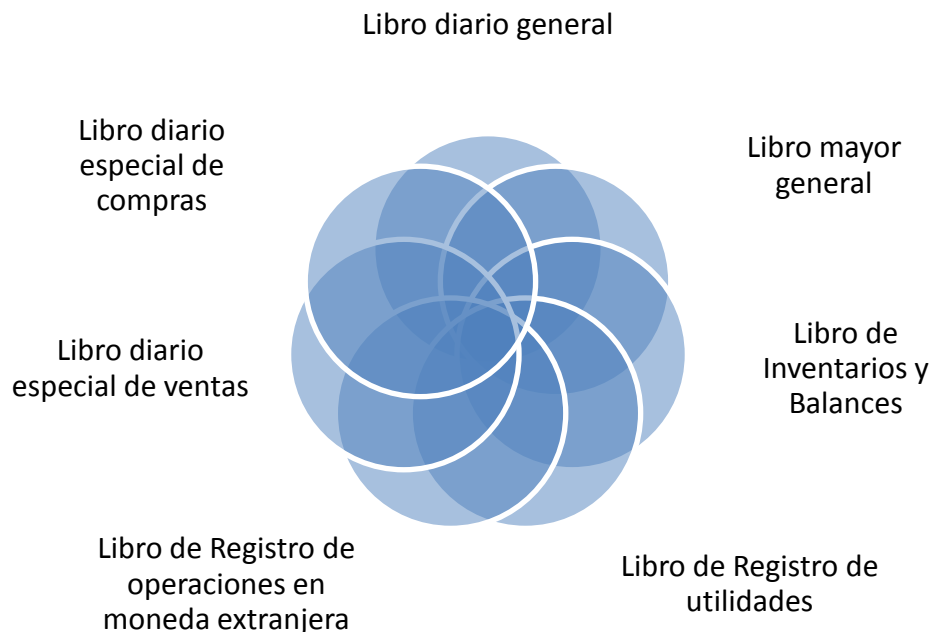 Libro diario general
Libro diario
especial de
compras
Libro mayor
general
Libro diario
especial de ventas
Libro de
Inventarios y
Balances
Libro de Registro de
operaciones en
moneda extranjera
Libro de Registro de
utilidades